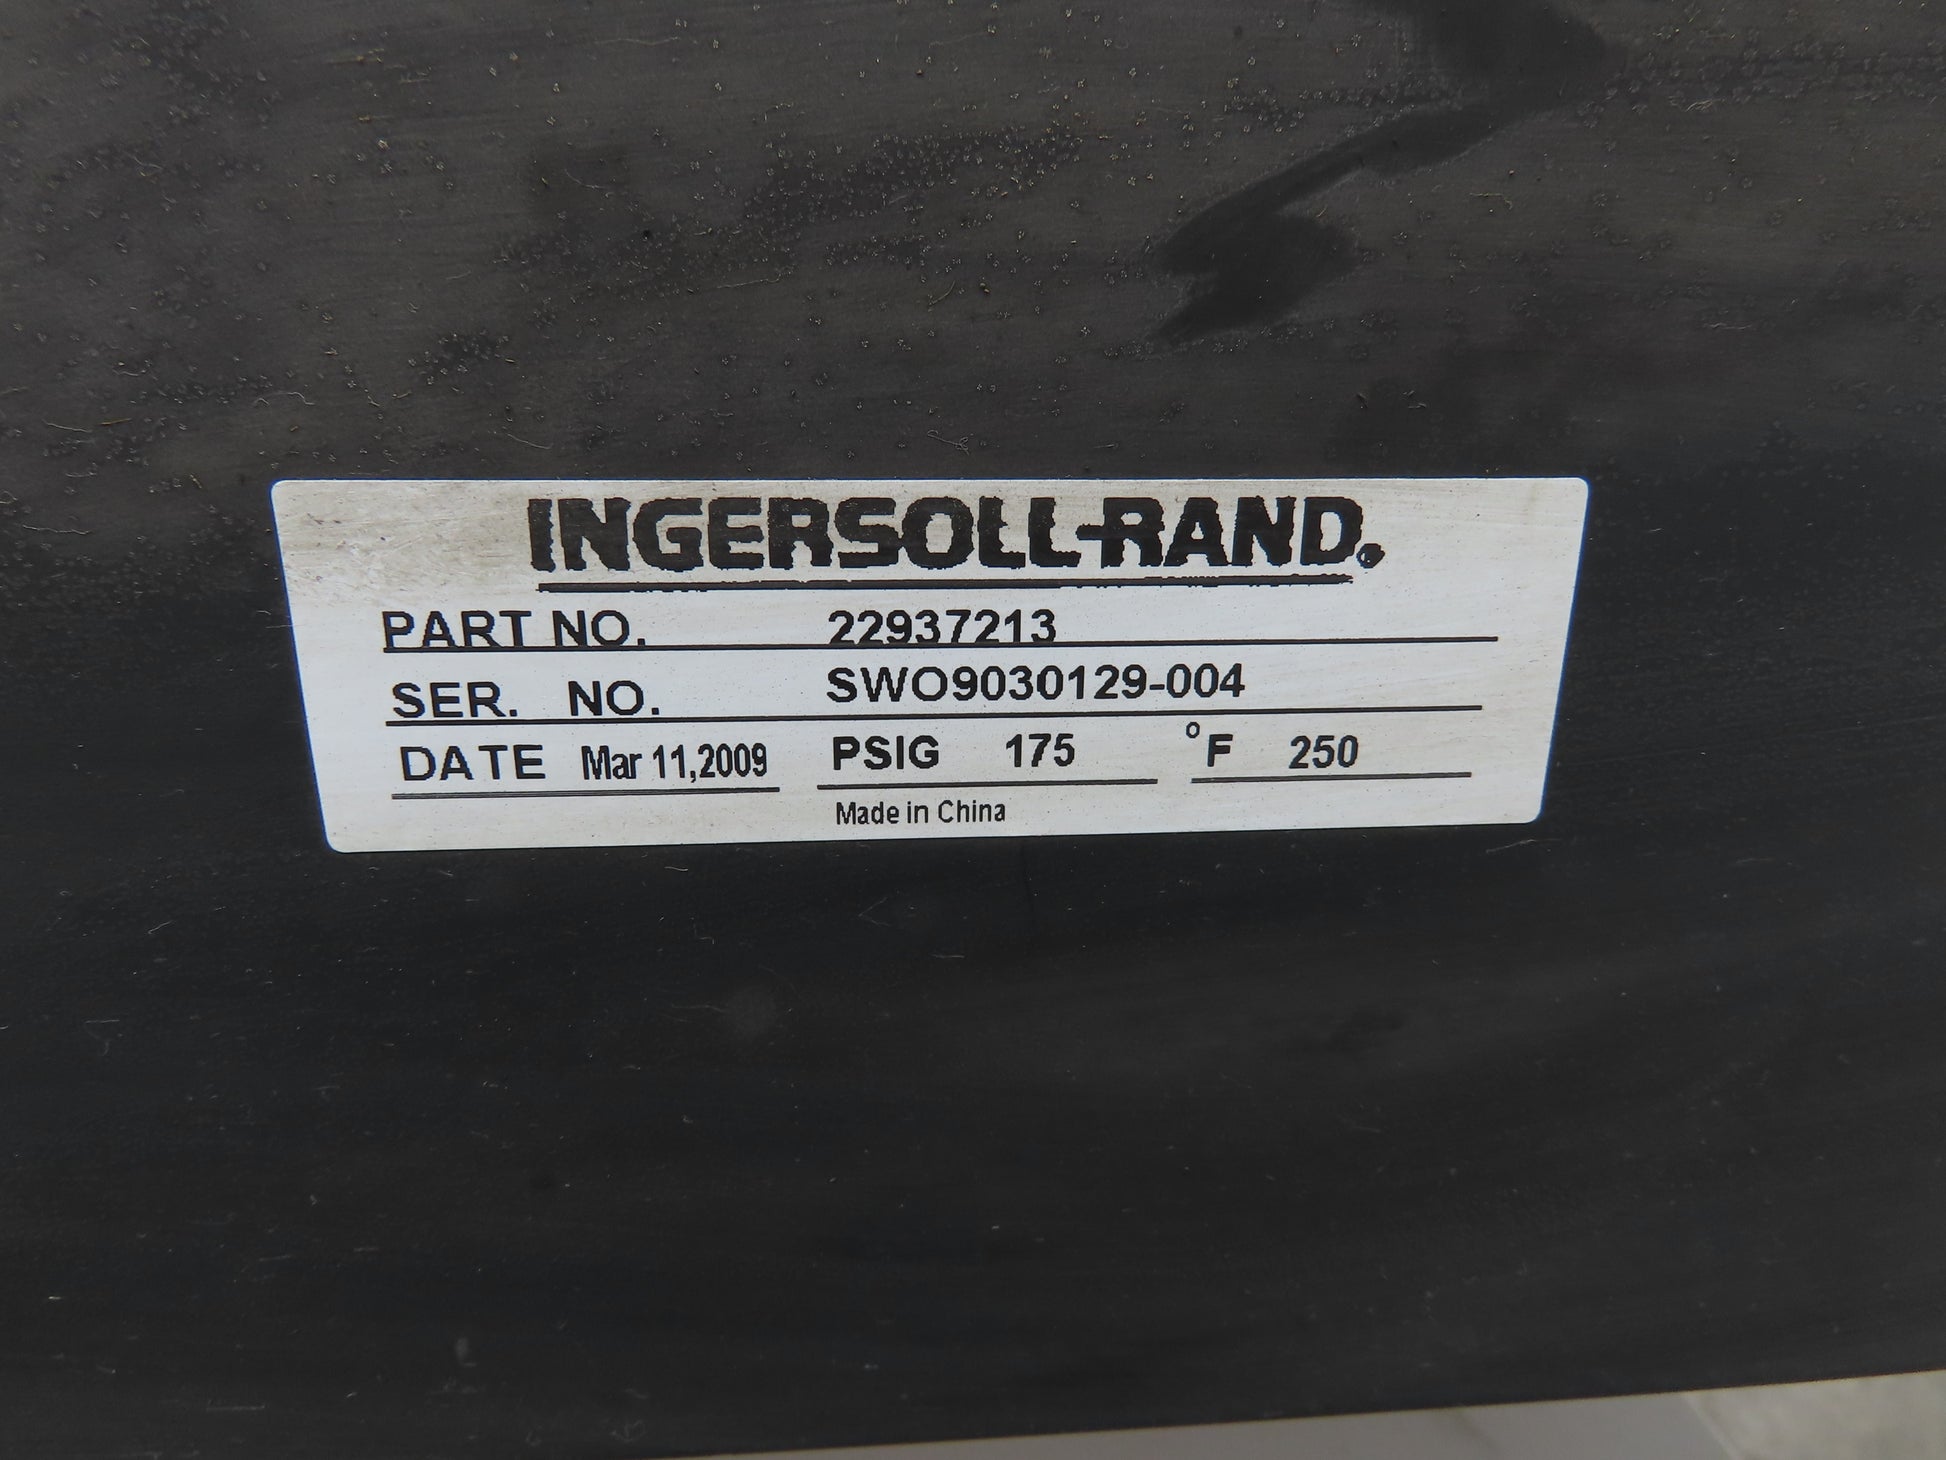 INGERSOLL-RAND®
PART NO. 22937213
SER. NO. SWO9030129-004
DATE Mar 11,2009 PSIG 175 °F 250
Made in China